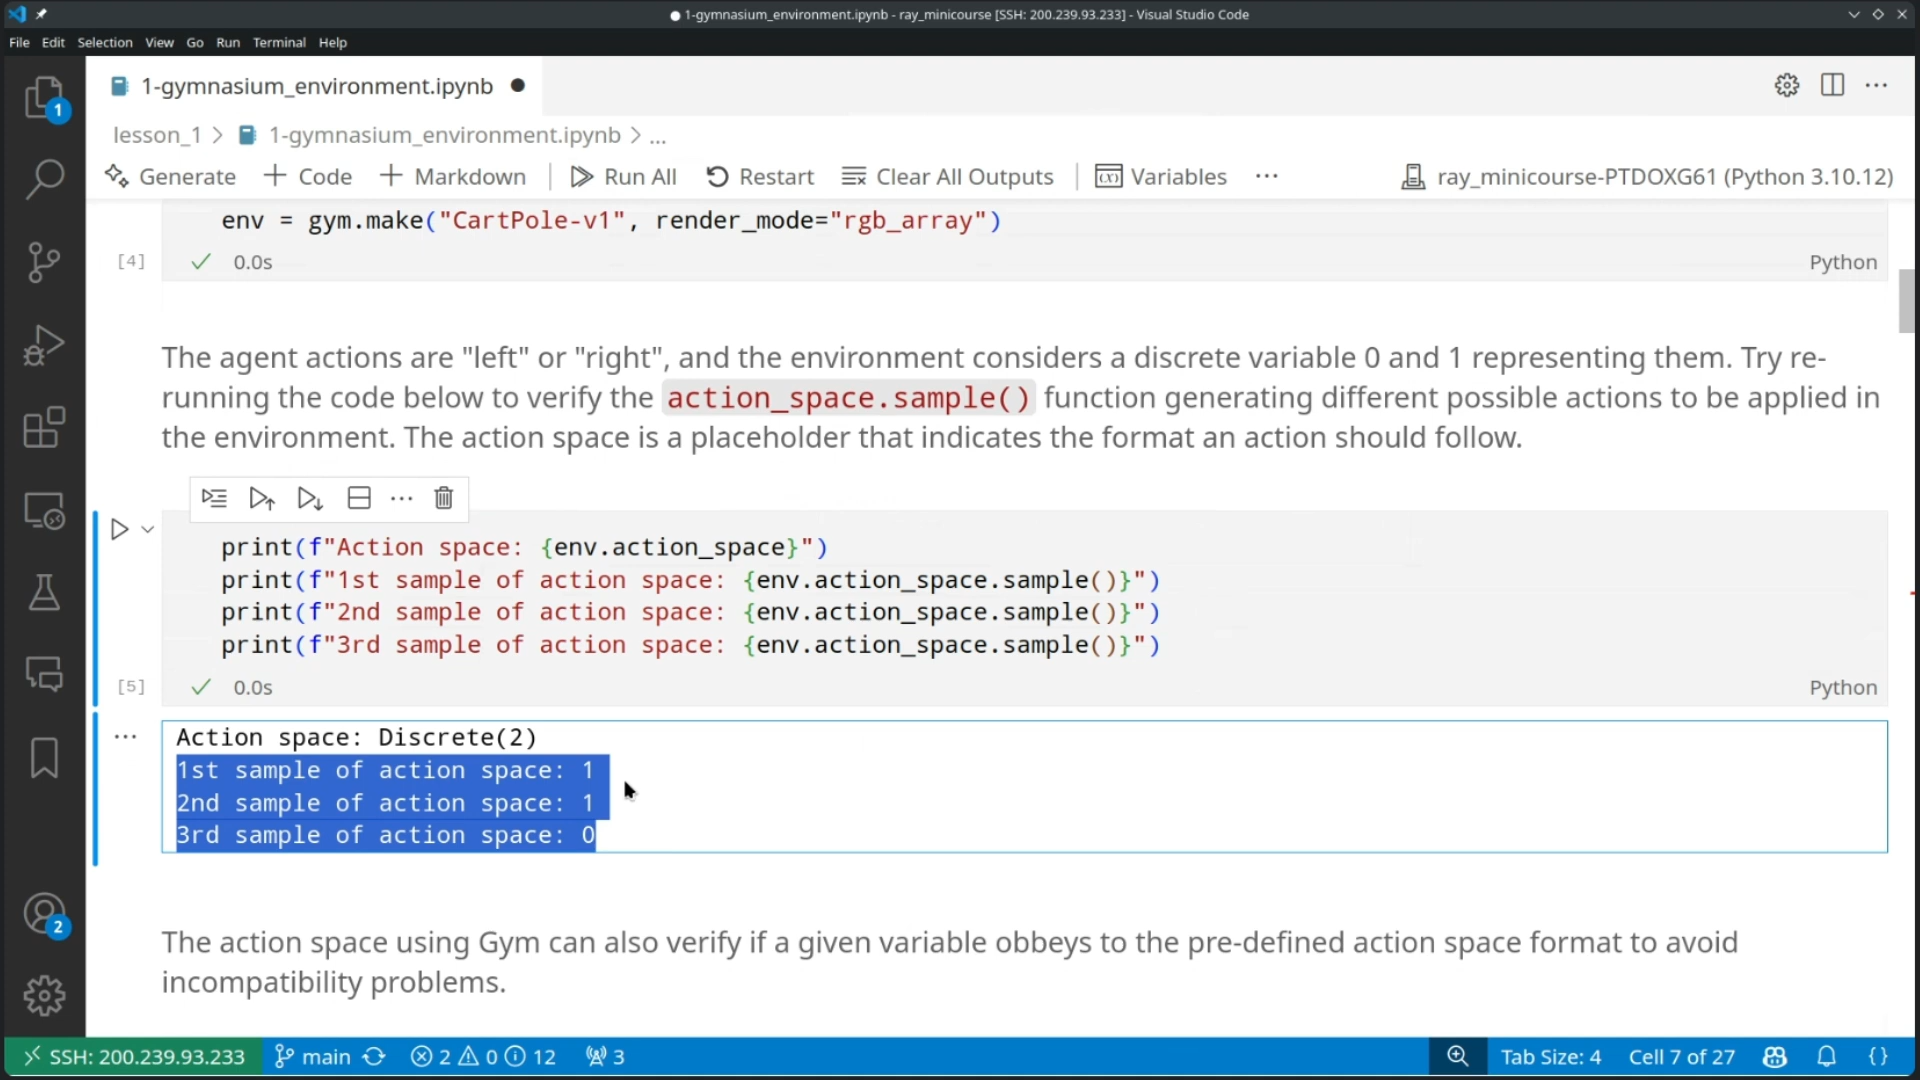 1-gymnasium_environment.ipynb - ray_minicourse [SSH: 200.239.93.233] - Visual Studio Code
File Edit Selection View Go Run Terminal Help
1-gymnasium_environment.ipynb
lesson_1 > 1-gymnasium_environment.ipynb > ...
Generate + Code + Markdown Run All Restart Clear All Outputs Variables ... ray_minicourse-PTDOXG61 (Python 3.10.12)
env = gym.make("CartPole-v1", render_mode="rgb_array")
[4] 0.0s Python
The agent actions are "left" or "right", and the environment considers a discrete variable 0 and 1 representing them. Try re-
running the code below to verify the action_space.sample() function generating different possible actions to be applied in
the environment. The action space is a placeholder that indicates the format an action should follow.
print(f"Action space: {env.action_space}")
print(f"1st sample of action space: {env.action_space.sample()}")
print(f"2nd sample of action space: {env.action_space.sample()}")
print(f"3rd sample of action space: {env.action_space.sample()}")
[5] 0.0s Python
Action space: Discrete(2)
1st sample of action space: 1
2nd sample of action space: 1
3rd sample of action space: 0
The action space using Gym can also verify if a given variable obbeys to the pre-defined action space format to avoid
incompatibility problems.
1
2
SSH: 200.239.93.233 main 2 0 12 3 Tab Size: 4 Cell 7 of 27 {}